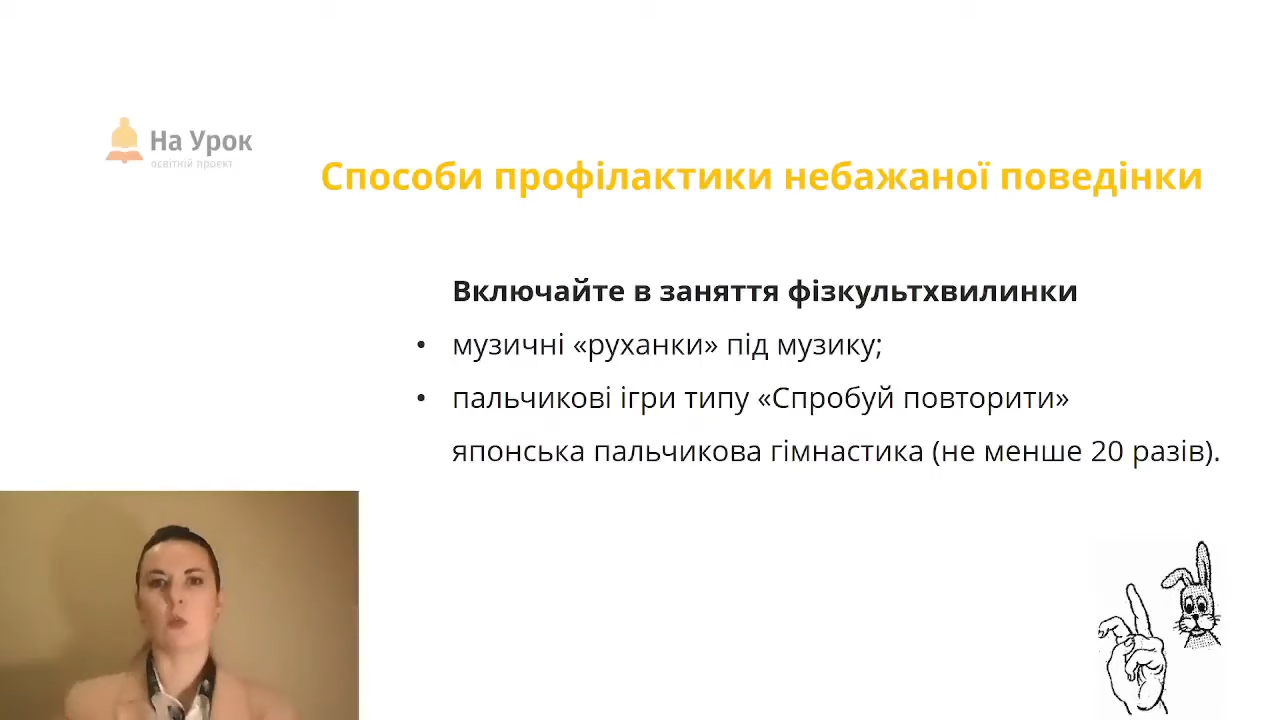 На Урок
освітній проєкт
Способи профілактики небажаної поведінки
Включайте в заняття фізкультхвилинки
• музичні «руханки» під музику;
• пальчикові ігри типу «Спробуй повторити»
японська пальчикова гімнастика (не менше 20 разів).